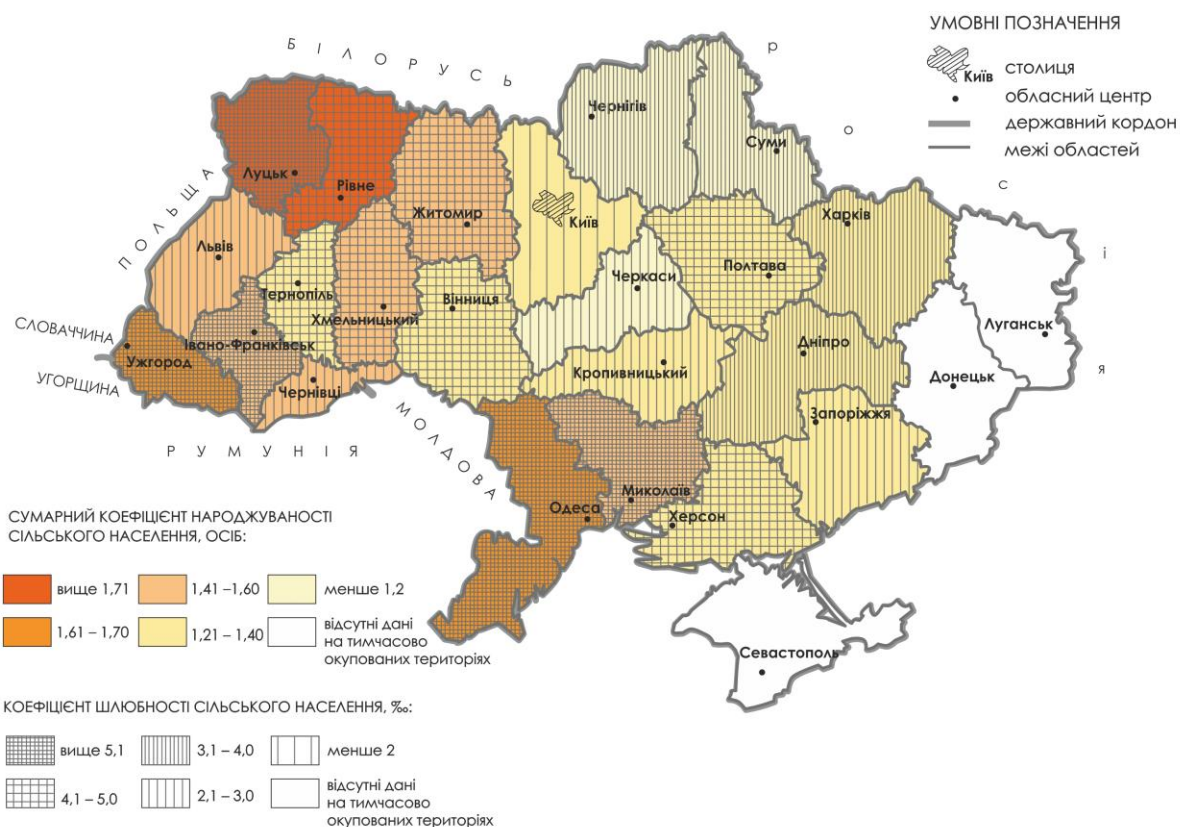 УМОВНІ ПОЗНАЧЕННЯ
Київ столиця
обласний центр
державний кордон
межі областей
БІЛОРУСЬ
росія
ПОЛЬЩА
СЛОВАЧЧИНА
УГОРЩИНА
РУМУНІЯ
МОЛДОВА
Чернігів
Суми
Луцьк
Рівне
Житомир
Київ
Харків
Львів
Полтава
Черкаси
Тернопіль
Вінниця
Хмельницький
Луганськ
Івано-Франківськ
Ужгород
Дніпро
Донецьк
Кропивницький
Чернівці
Запоріжжя
Миколаїв
Одеса
Херсон
Севастополь
СУМАРНИЙ КОЕФІЦІЄНТ НАРОДЖУВАНОСТІ
СІЛЬСЬКОГО НАСЕЛЕННЯ, ОСІБ:
вище 1,71
1,41 –1,60
менше 1,2
1,61 – 1,70
1,21 – 1,40
відсутні дані
на тимчасово
окупованих територіях
КОЕФІЦІЄНТ ШЛЮБНОСТІ СІЛЬСЬКОГО НАСЕЛЕННЯ, ‰:
вище 5,1
3,1 – 4,0
менше 2
4,1 – 5,0
2,1 – 3,0
відсутні дані
на тимчасово
окупованих територіях